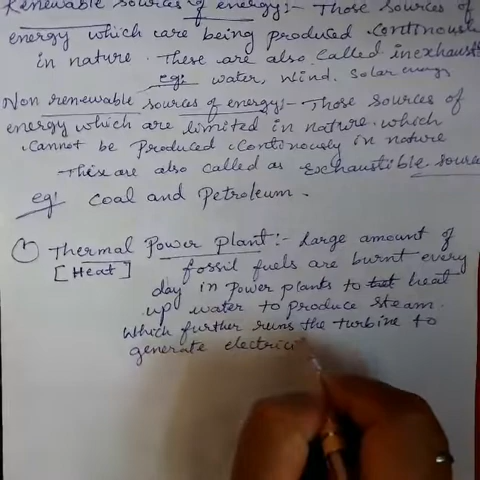 Renewable sources of energy:- Those sources of
energy which are being produced continously
in nature. These are also called inexhaust
eg: water, wind. solar energy
Non renewable sources of energy:- Those sources of
energy which are limited in nature. which
cannot be produced continously in nature
These are also called as exhaustible sources
eg: coal and Petroleum.
Thermal Power plant:- Large amount of
[Heat] fossil fuels are burnt every
day in power plants to heat
up water to produce steam.
which further runs the turbine to
generate electrici